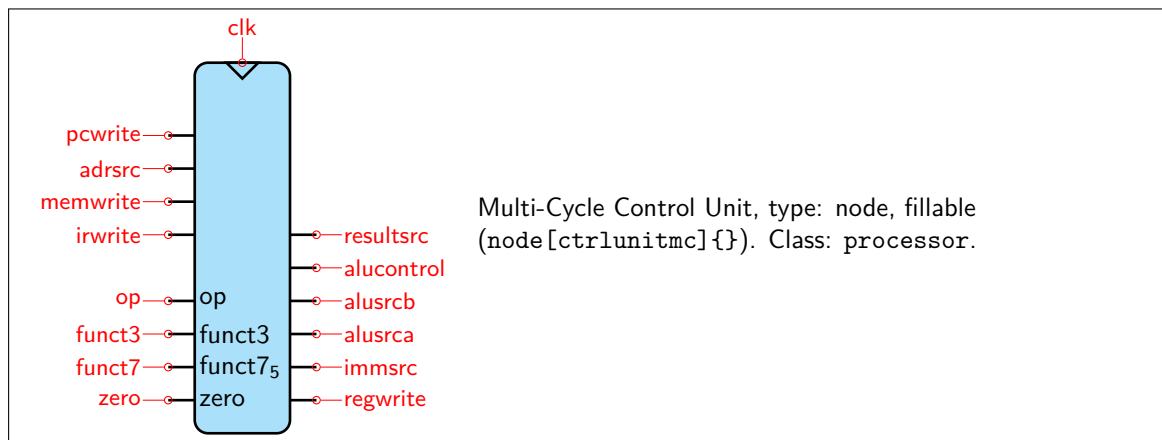 clk
pcwrite
adrsrc
memwrite
irwrite
resultsrc
alucontrol
op
op
alusrcb
funct3
funct3
alusrca
funct7
funct7₅
immsrc
zero
zero
regwrite
Multi-Cycle Control Unit, type: node, fillable
(node[ctrlunitmc]{}). Class: processor.